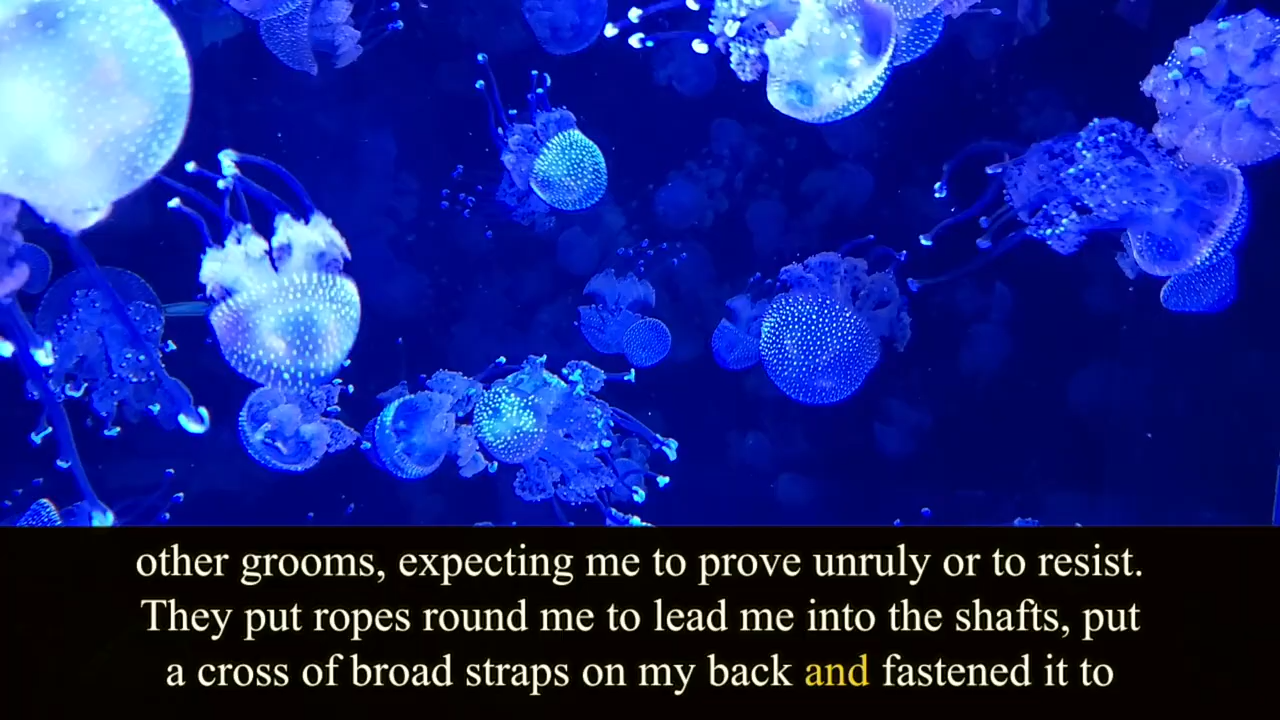 other grooms, expecting me to prove unruly or to resist.
They put ropes round me to lead me into the shafts, put
a cross of broad straps on my back and fastened it to